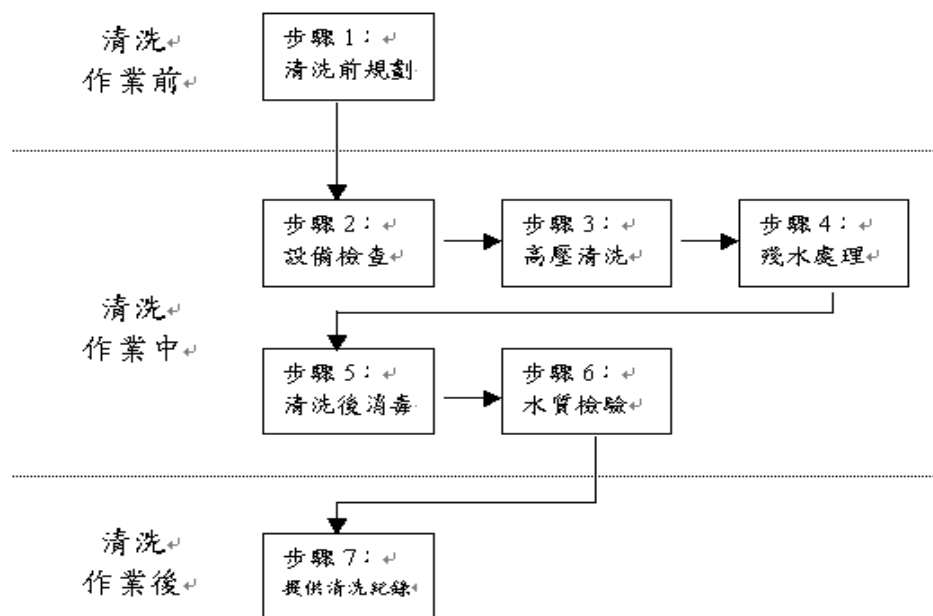 清洗
作業前
步驟1：
清洗前規劃
清洗
作業中
步驟2：
設備檢查
步驟3：
高壓清洗
步驟4：
殘水處理
步驟5：
清洗後消毒
步驟6：
水質檢驗
清洗
作業後
步驟7：
提供清洗紀錄